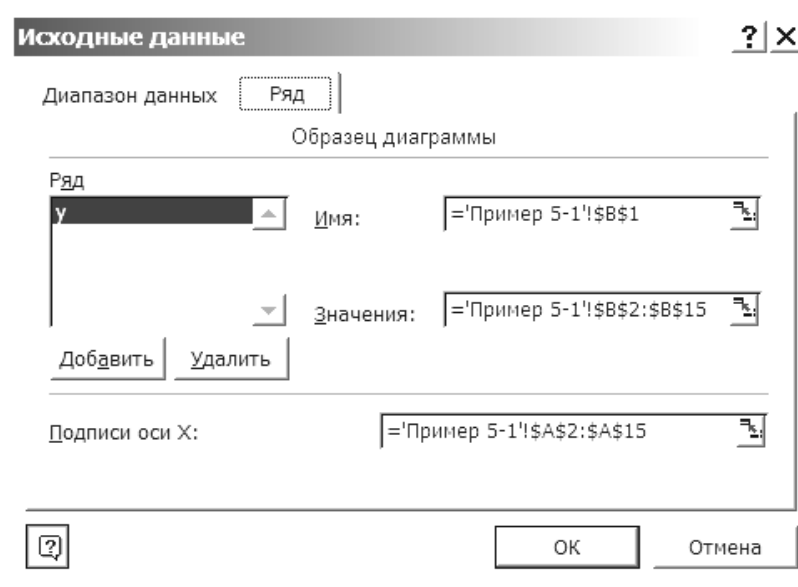 Исходные данные
Диапазон данных Ряд
Образец диаграммы
Ряд
y
Имя: ='Пример 5-1'!$B$1
Значения: ='Пример 5-1'!$B$2:$B$15
Добавить Удалить
Подписи оси X: ='Пример 5-1'!$A$2:$A$15
ОК Отмена